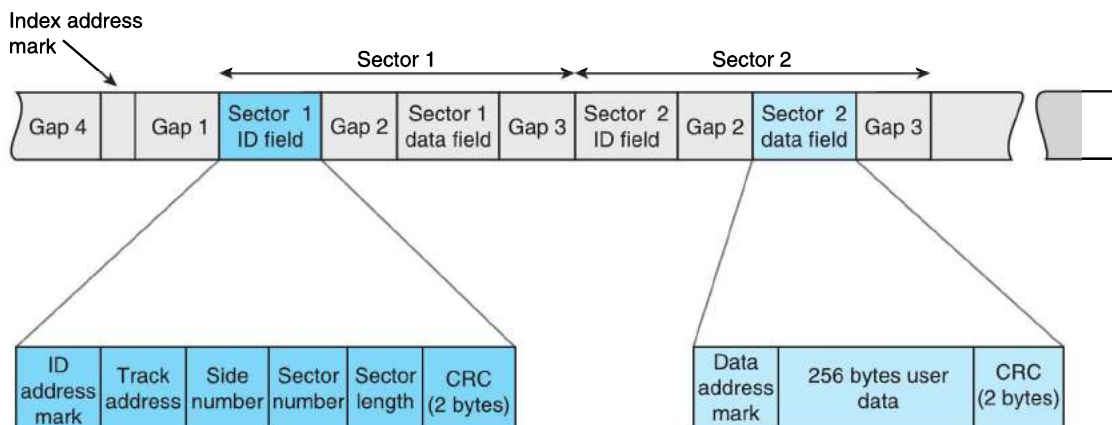 Index address
mark
Sector 1
Sector 2
Gap 4
Gap 1
Sector 1
ID field
Gap 2
Sector 1
data field
Gap 3
Sector 2
ID field
Gap 2
Sector 2
data field
Gap 3
ID
address
mark
Track
address
Side
number
Sector
number
Sector
length
CRC
(2 bytes)
Data
address
mark
256 bytes user
data
CRC
(2 bytes)